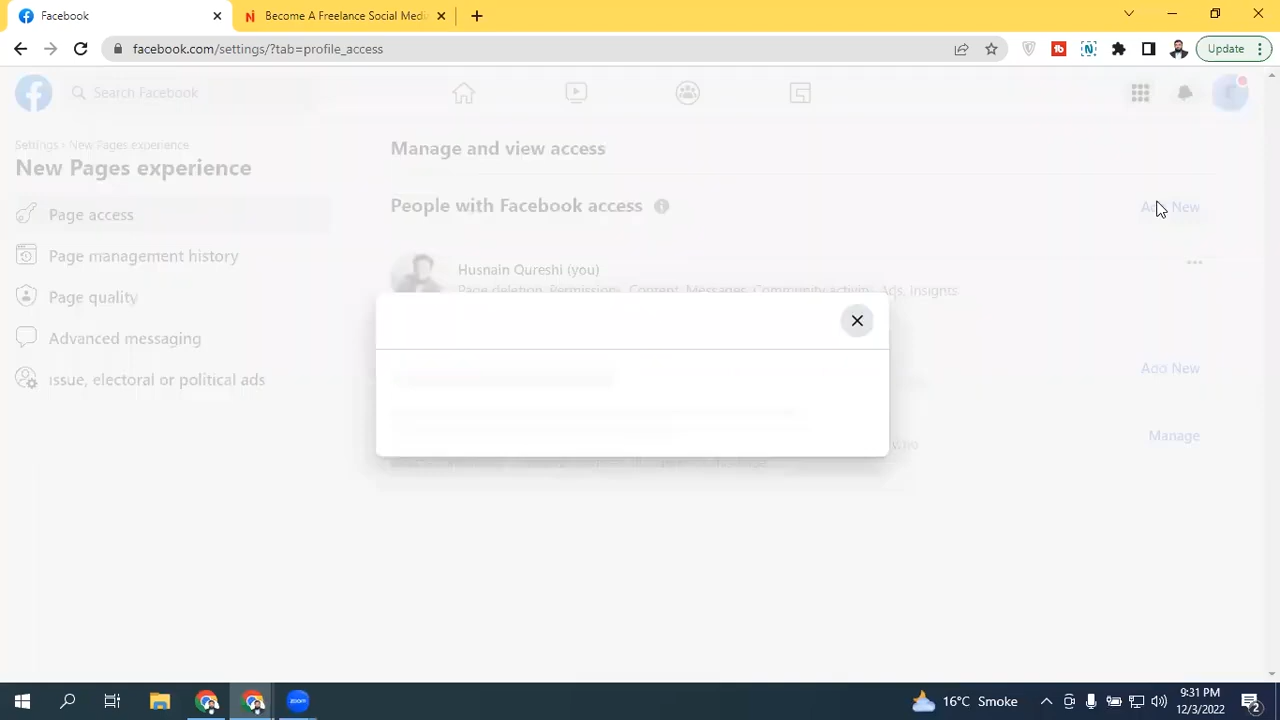 Facebook
Become A Freelance Social Medi
facebook.com/settings/?tab=profile_access
Update
Search Facebook
Settings › New Pages experience
New Pages experience
Page access
Page management history
Page quality
Advanced messaging
Issue, electoral or political ads
Manage and view access
People with Facebook access
Add New
Husnain Qureshi (you)
Page deletion, Permissions, Content, Messages, Community activity, Ads, Insights
Add New
Manage
zoom
16°C Smoke
9:31 PM
12/3/2022
2